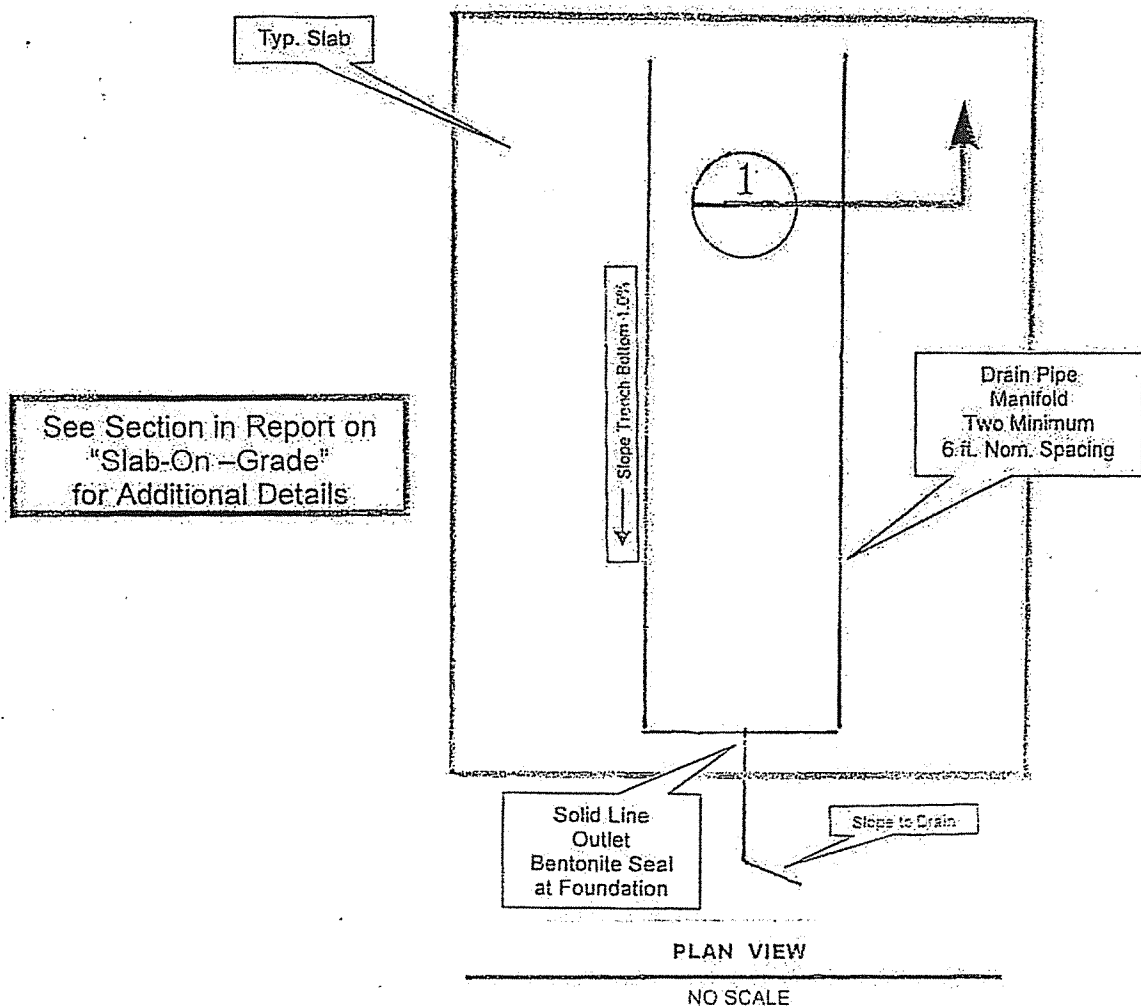 Typ. Slab
1
Slope Trench Bottom 1.0%
Drain Pipe
Manifold
Two Minimum
6 ft. Nom. Spacing
See Section in Report on
"Slab-On –Grade"
for Additional Details
Solid Line
Outlet
Bentonite Seal
at Foundation
Slope to Drain
PLAN VIEW
NO SCALE